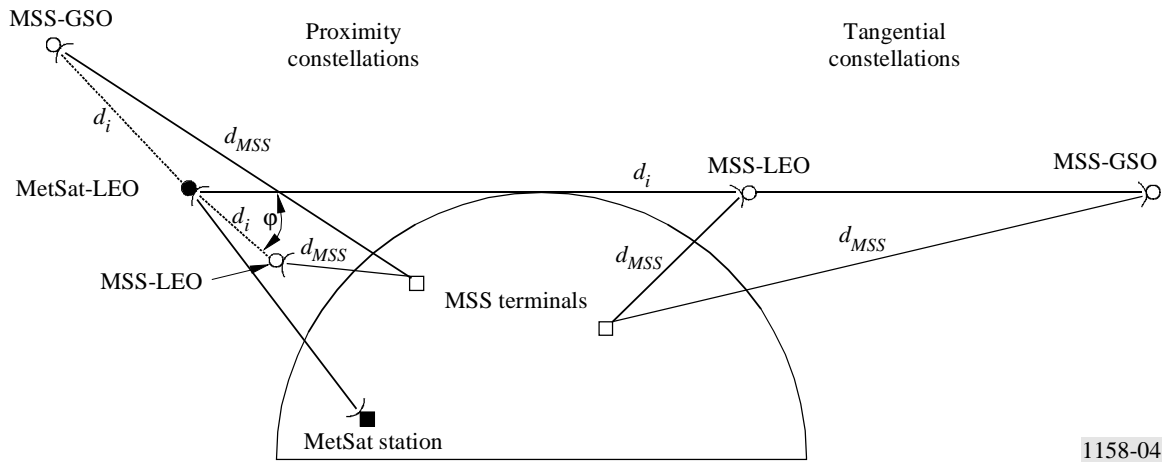 MSS-GSO
Proximity
constellations
Tangential
constellations
d_i
d_MSS
MetSat-LEO
d_i
MSS-LEO
MSS-GSO
d_i
φ
d_MSS
d_MSS
d_MSS
MSS-LEO
MSS terminals
MetSat station
1158-04